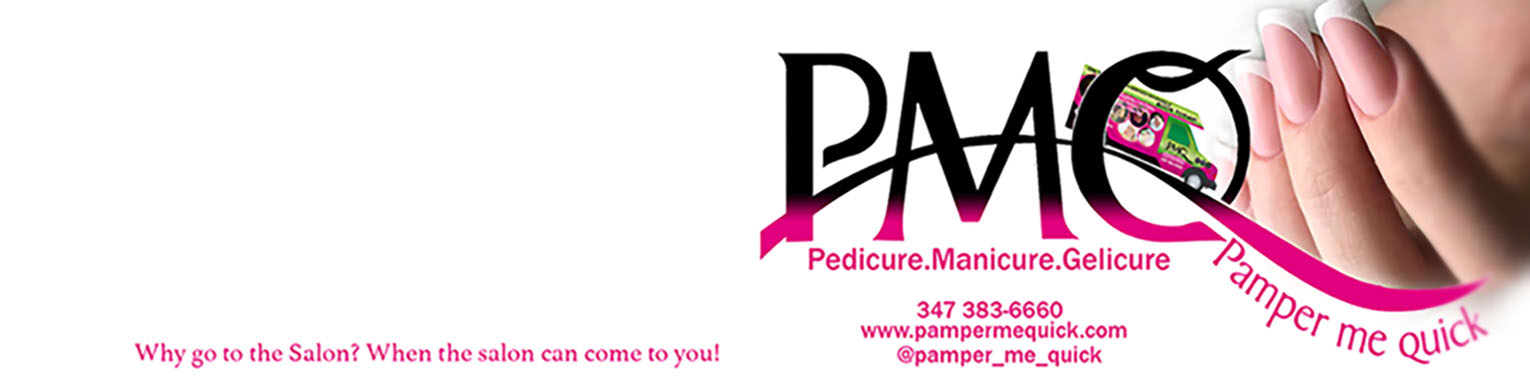 PMQ
Pedicure.Manicure.Gelicure
Pamper me quick
347 383-6660
www.pampermequick.com
@pamper_me_quick
Why go to the Salon? When the salon can come to you!